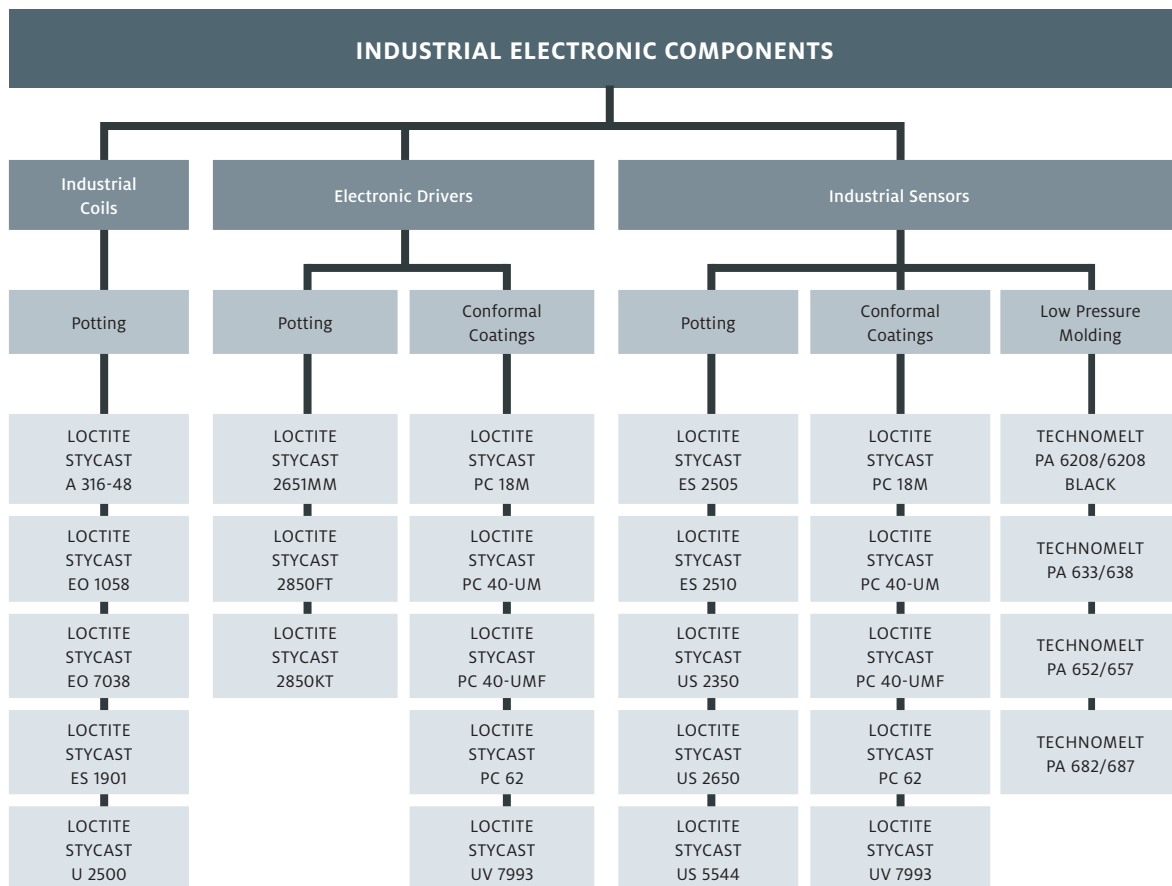 INDUSTRIAL ELECTRONIC COMPONENTS
Industrial
Coils
Electronic Drivers
Industrial Sensors
Potting
Potting
Conformal
Coatings
Potting
Conformal
Coatings
Low Pressure
Molding
LOCTITE
STYCAST
A 316-48
LOCTITE
STYCAST
EO 1058
LOCTITE
STYCAST
EO 7038
LOCTITE
STYCAST
ES 1901
LOCTITE
STYCAST
U 2500
LOCTITE
STYCAST
2651MM
LOCTITE
STYCAST
2850FT
LOCTITE
STYCAST
2850KT
LOCTITE
STYCAST
PC 18M
LOCTITE
STYCAST
PC 40-UM
LOCTITE
STYCAST
PC 40-UMF
LOCTITE
STYCAST
PC 62
LOCTITE
STYCAST
UV 7993
LOCTITE
STYCAST
ES 2505
LOCTITE
STYCAST
ES 2510
LOCTITE
STYCAST
US 2350
LOCTITE
STYCAST
US 2650
LOCTITE
STYCAST
US 5544
LOCTITE
STYCAST
PC 18M
LOCTITE
STYCAST
PC 40-UM
LOCTITE
STYCAST
PC 40-UMF
LOCTITE
STYCAST
PC 62
LOCTITE
STYCAST
UV 7993
TECHNOMELT
PA 6208/6208
BLACK
TECHNOMELT
PA 633/638
TECHNOMELT
PA 652/657
TECHNOMELT
PA 682/687